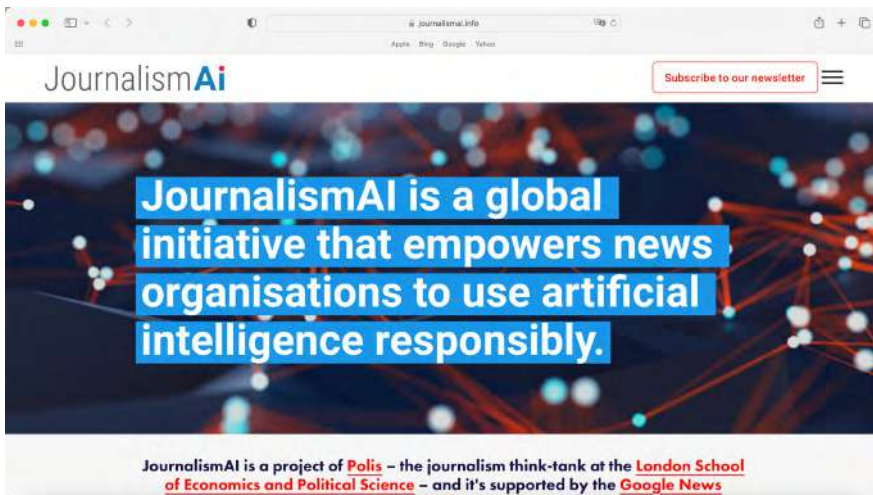 journalismai.info
Apple Bing Google Yahoo
JournalismAi
Subscribe to our newsletter
JournalismAI is a global
initiative that empowers news
organisations to use artificial
intelligence responsibly.
JournalismAI is a project of Polis – the journalism think-tank at the London School
of Economics and Political Science – and it's supported by the Google News